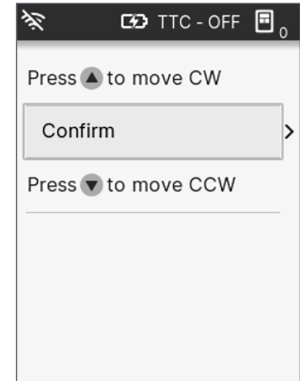 TTC - OFF 0
Press ▲ to move CW
Confirm
Press ▼ to move CCW